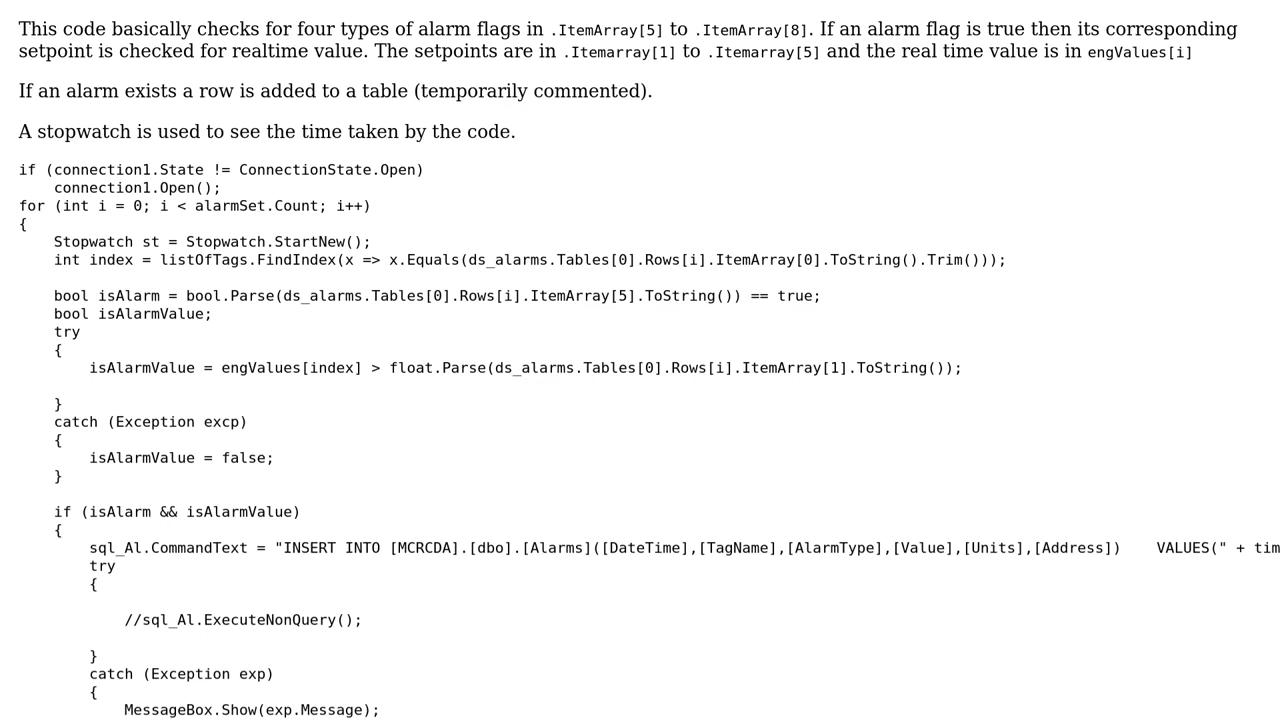 This code basically checks for four types of alarm flags in .ItemArray[5] to .ItemArray[8]. If an alarm flag is true then its corresponding
setpoint is checked for realtime value. The setpoints are in .Itemarray[1] to .Itemarray[5] and the real time value is in engValues[i]
If an alarm exists a row is added to a table (temporarily commented).
A stopwatch is used to see the time taken by the code.
if (connection1.State != ConnectionState.Open)
    connection1.Open();
for (int i = 0; i < alarmSet.Count; i++)
{
    Stopwatch st = Stopwatch.StartNew();
    int index = listOfTags.FindIndex(x => x.Equals(ds_alarms.Tables[0].Rows[i].ItemArray[0].ToString().Trim()));
    bool isAlarm = bool.Parse(ds_alarms.Tables[0].Rows[i].ItemArray[5].ToString()) == true;
    bool isAlarmValue;
    try
    {
        isAlarmValue = engValues[index] > float.Parse(ds_alarms.Tables[0].Rows[i].ItemArray[1].ToString());
    }
    catch (Exception excp)
    {
        isAlarmValue = false;
    }
    if (isAlarm && isAlarmValue)
    {
        sql_Al.CommandText = "INSERT INTO [MCRCDA].[dbo].[Alarms]([DateTime],[TagName],[AlarmType],[Value],[Units],[Address])    VALUES(" + tim
        try
        {
            //sql_Al.ExecuteNonQuery();
        }
        catch (Exception exp)
        {
            MessageBox.Show(exp.Message);